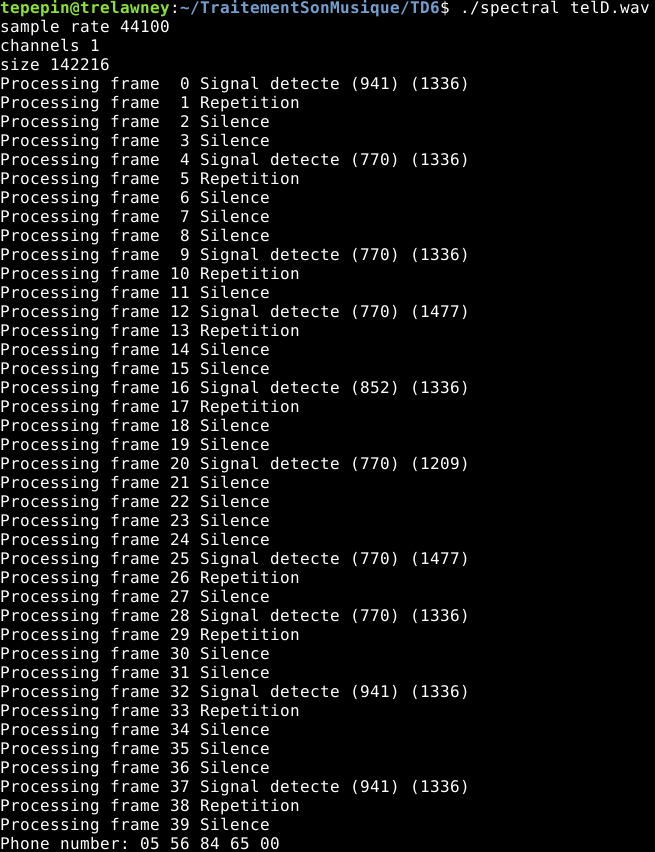 tepepin@trelawney:~/TraitementSonMusique/TD6$ ./spectral telD.wav
sample rate 44100
channels 1
size 142216
Processing frame  0 Signal detecte (941) (1336)
Processing frame  1 Repetition
Processing frame  2 Silence
Processing frame  3 Silence
Processing frame  4 Signal detecte (770) (1336)
Processing frame  5 Repetition
Processing frame  6 Silence
Processing frame  7 Silence
Processing frame  8 Silence
Processing frame  9 Signal detecte (770) (1336)
Processing frame 10 Repetition
Processing frame 11 Silence
Processing frame 12 Signal detecte (770) (1477)
Processing frame 13 Repetition
Processing frame 14 Silence
Processing frame 15 Silence
Processing frame 16 Signal detecte (852) (1336)
Processing frame 17 Repetition
Processing frame 18 Silence
Processing frame 19 Silence
Processing frame 20 Signal detecte (770) (1209)
Processing frame 21 Silence
Processing frame 22 Silence
Processing frame 23 Silence
Processing frame 24 Silence
Processing frame 25 Signal detecte (770) (1477)
Processing frame 26 Repetition
Processing frame 27 Silence
Processing frame 28 Signal detecte (770) (1336)
Processing frame 29 Repetition
Processing frame 30 Silence
Processing frame 31 Silence
Processing frame 32 Signal detecte (941) (1336)
Processing frame 33 Repetition
Processing frame 34 Silence
Processing frame 35 Silence
Processing frame 36 Silence
Processing frame 37 Signal detecte (941) (1336)
Processing frame 38 Repetition
Processing frame 39 Silence
Phone number: 05 56 84 65 00